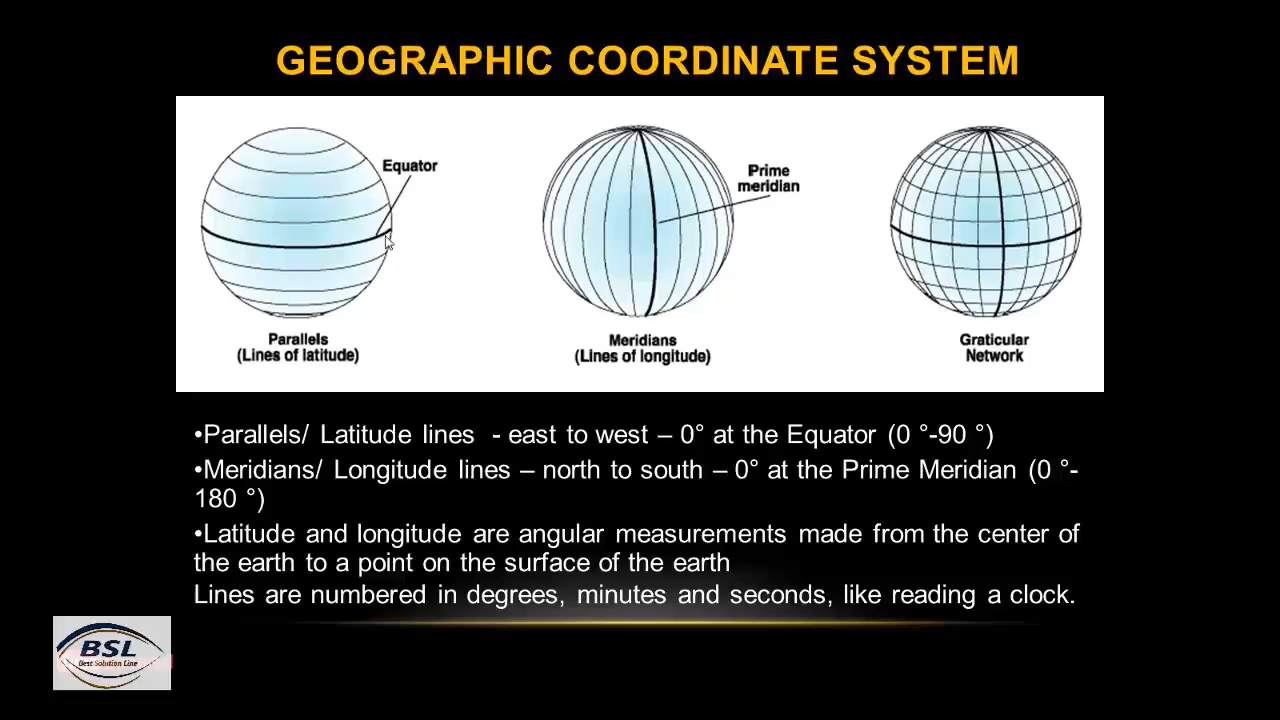 GEOGRAPHIC COORDINATE SYSTEM
Equator
Prime
meridian
Parallels
(Lines of latitude)
Meridians
(Lines of longitude)
Graticular
Network
•Parallels/ Latitude lines - east to west – 0° at the Equator (0 °-90 °)
•Meridians/ Longitude lines – north to south – 0° at the Prime Meridian (0 °-
180 °)
•Latitude and longitude are angular measurements made from the center of
the earth to a point on the surface of the earth
Lines are numbered in degrees, minutes and seconds, like reading a clock.
BSL
Best Solution Line